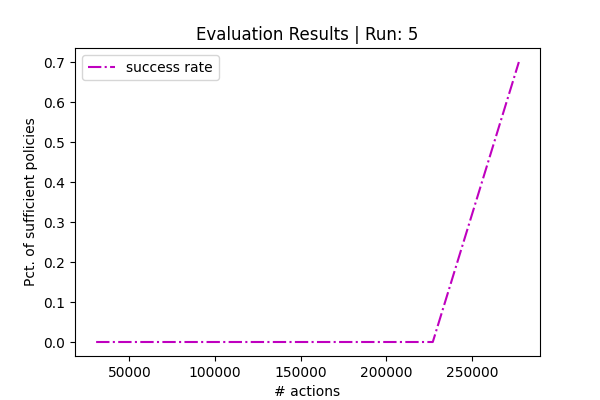 Evaluation Results | Run: 5
success rate
Pct. of sufficient policies
0.7
0.6
0.5
0.4
0.3
0.2
0.1
0.0
50000 100000 150000 200000 250000
# actions